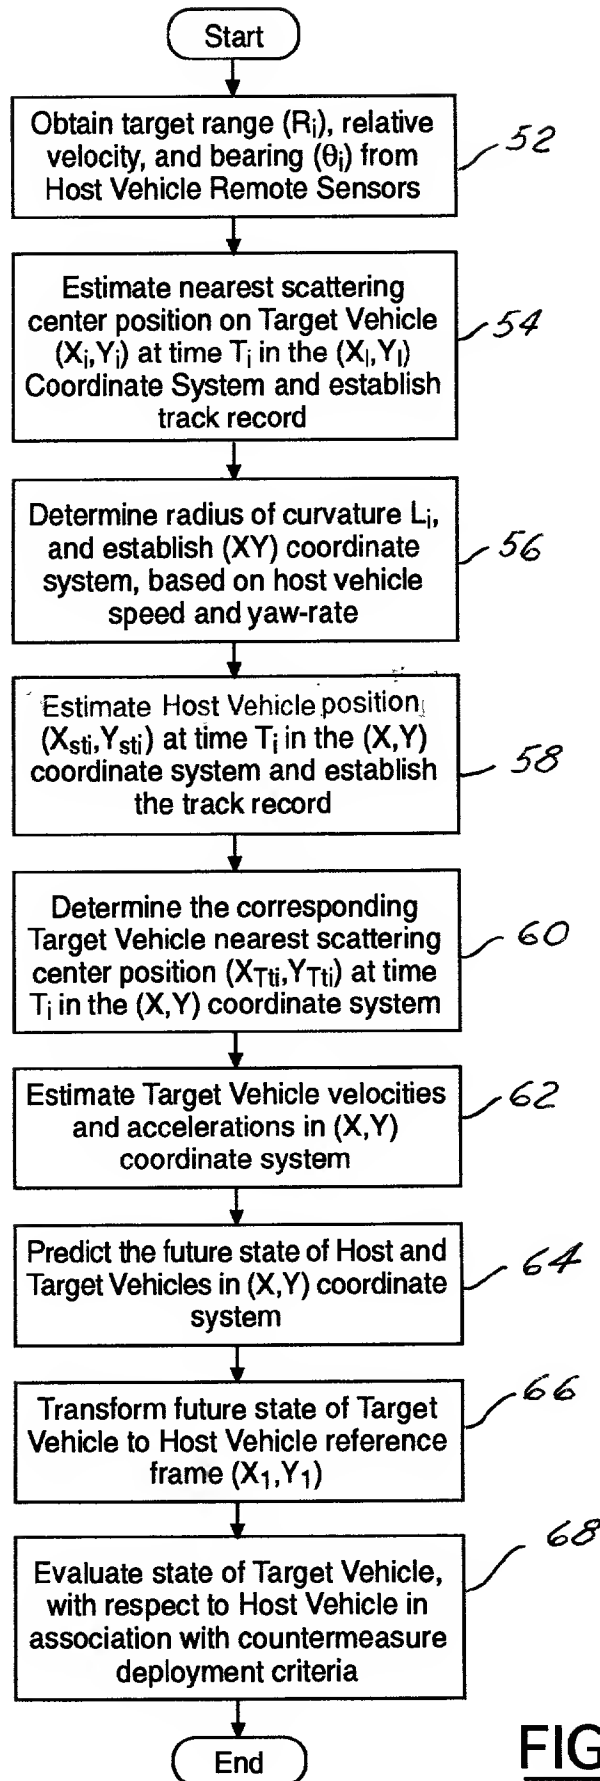 Start
Obtain target range (Ri), relative
velocity, and bearing (θi) from
Host Vehicle Remote Sensors
52
Estimate nearest scattering
center position on Target Vehicle
(Xi,Yi) at time Ti in the (Xl,Yl)
Coordinate System and establish
track record
54
Determine radius of curvature Li,
and establish (XY) coordinate
system, based on host vehicle
speed and yaw-rate
56
Estimate Host Vehicle position
(Xsti,Ysti) at time Ti in the (X,Y)
coordinate system and establish
the track record
58
Determine the corresponding
Target Vehicle nearest scattering
center position (XTti,YTti) at time
Ti in the (X,Y) coordinate system
60
Estimate Target Vehicle velocities
and accelerations in (X,Y)
coordinate system
62
Predict the future state of Host and
Target Vehicles in (X,Y) coordinate
system
64
Transform future state of Target
Vehicle to Host Vehicle reference
frame (X1,Y1)
66
Evaluate state of Target Vehicle,
with respect to Host Vehicle in
association with countermeasure
deployment criteria
68
End
FIG